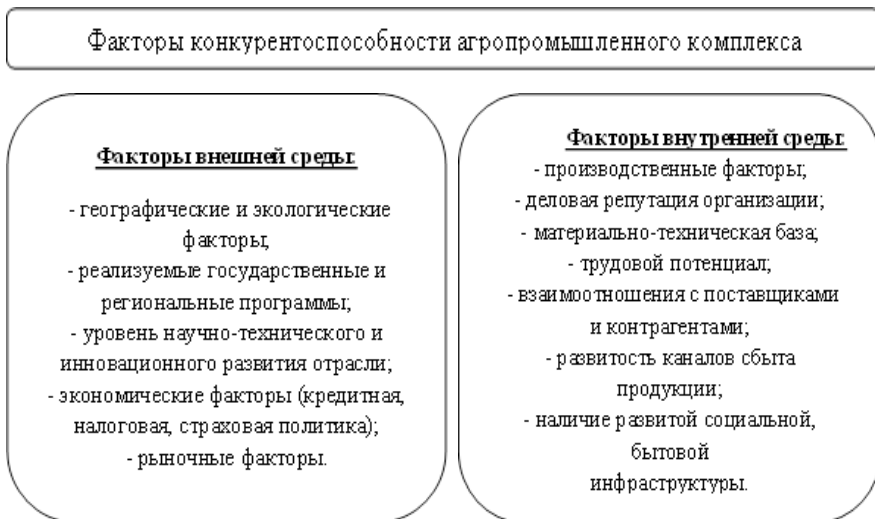 Факторы конкурентоспособности агропромышленного комплекса
Факторы внешней среды:
- географические и экологические
факторы;
- реализуемые государственные и
региональные программы;
- уровень научно-технического и
инновационного развития отрасли;
- экономические факторы (кредитная,
налоговая, страховая политика);
- рыночные факторы.
Факторы внутренней среды:
- производственные факторы;
- деловая репутация организации;
- материально-техническая база;
- трудовой потенциал;
- взаимоотношения с поставщиками
и контрагентами;
- развитость каналов сбыта
продукции;
- наличие развитой социальной,
бытовой
инфраструктуры.